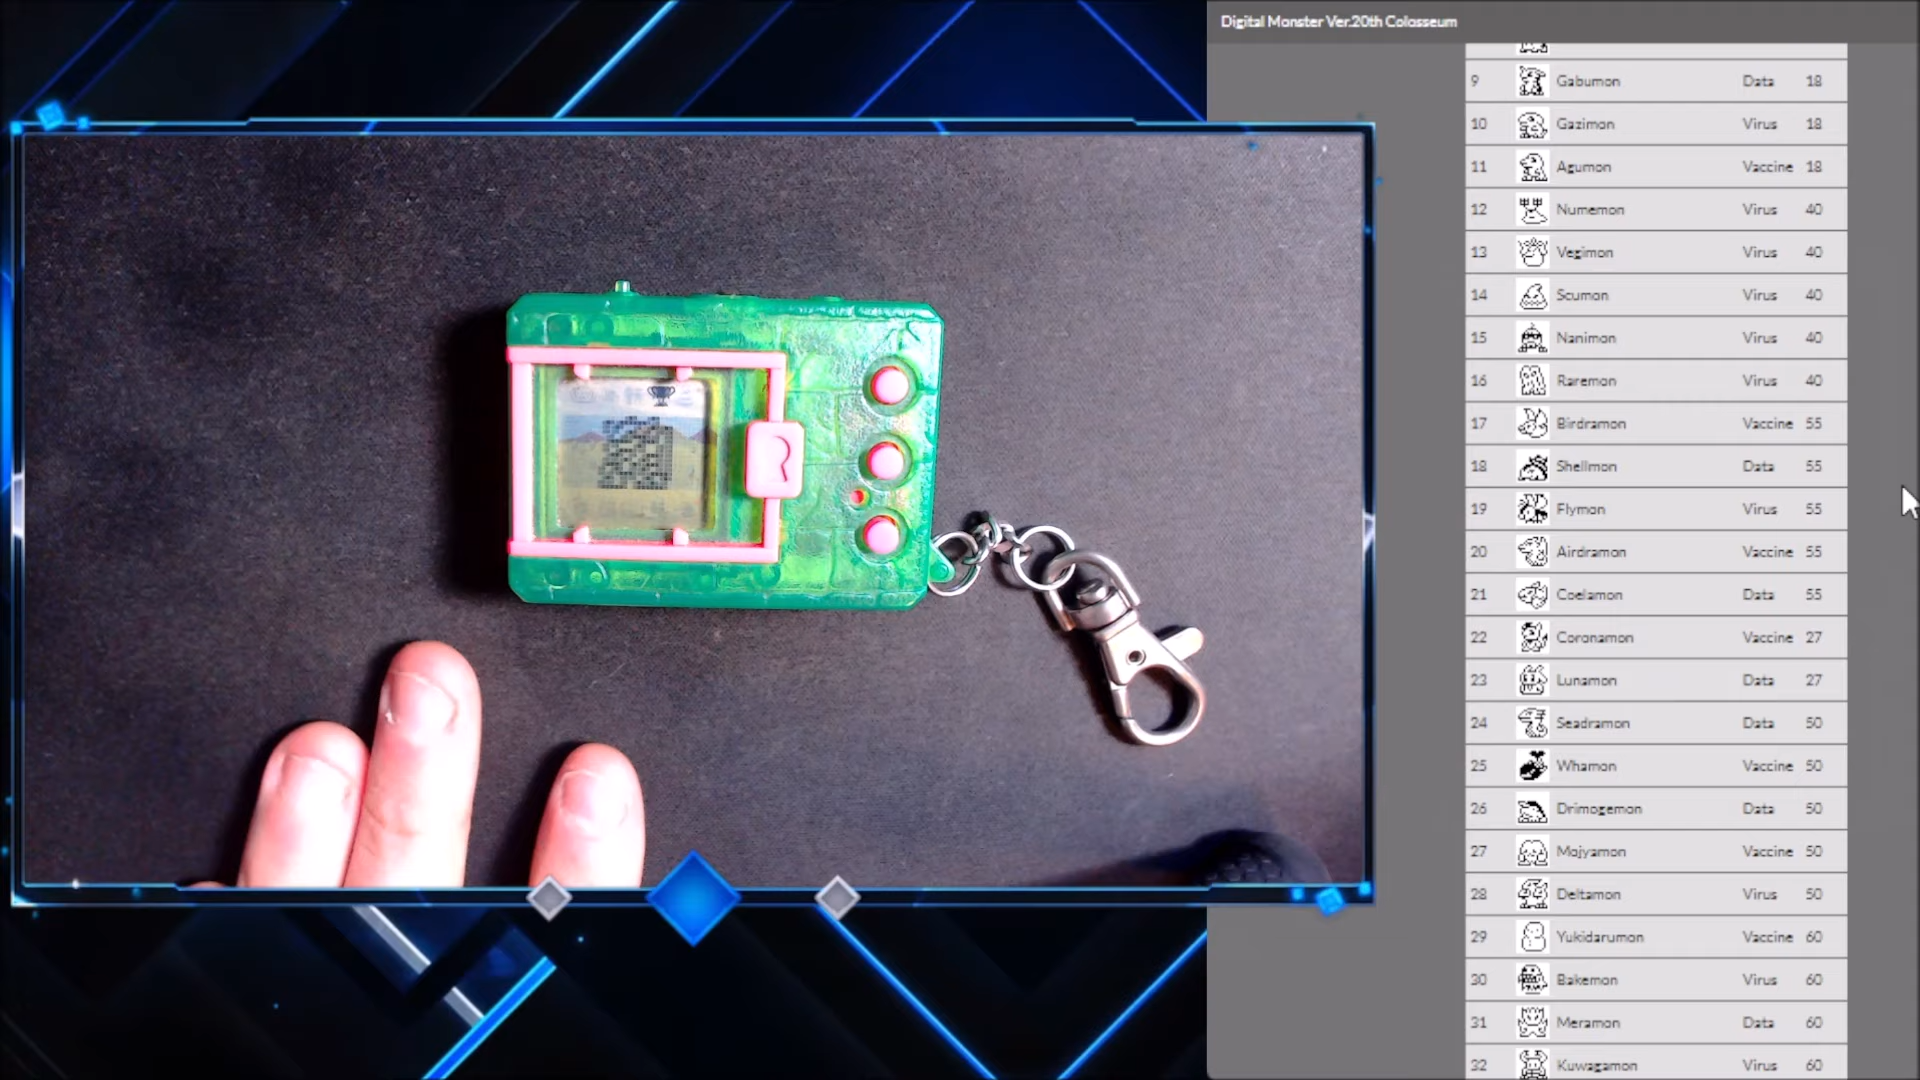 Digital Monster Ver.20th Colosseum
9 Gabumon Data 18
10 Gazimon Virus 18
11 Agumon Vaccine 18
12 Numemon Virus 40
13 Vegimon Virus 40
14 Scumon Virus 40
15 Nanimon Virus 40
16 Raremon Virus 40
17 Birdramon Vaccine 55
18 Shellmon Data 55
19 Flymon Virus 55
20 Airdramon Vaccine 55
21 Coelamon Data 55
22 Coronamon Vaccine 27
23 Lunamon Data 27
24 Seadramon Data 50
25 Whamon Vaccine 50
26 Drimogemon Data 50
27 Mojyamon Vaccine 50
28 Deltamon Virus 50
29 Yukidarumon Vaccine 60
30 Bakemon Virus 60
31 Meramon Data 60
32 Kuwagamon Virus 60